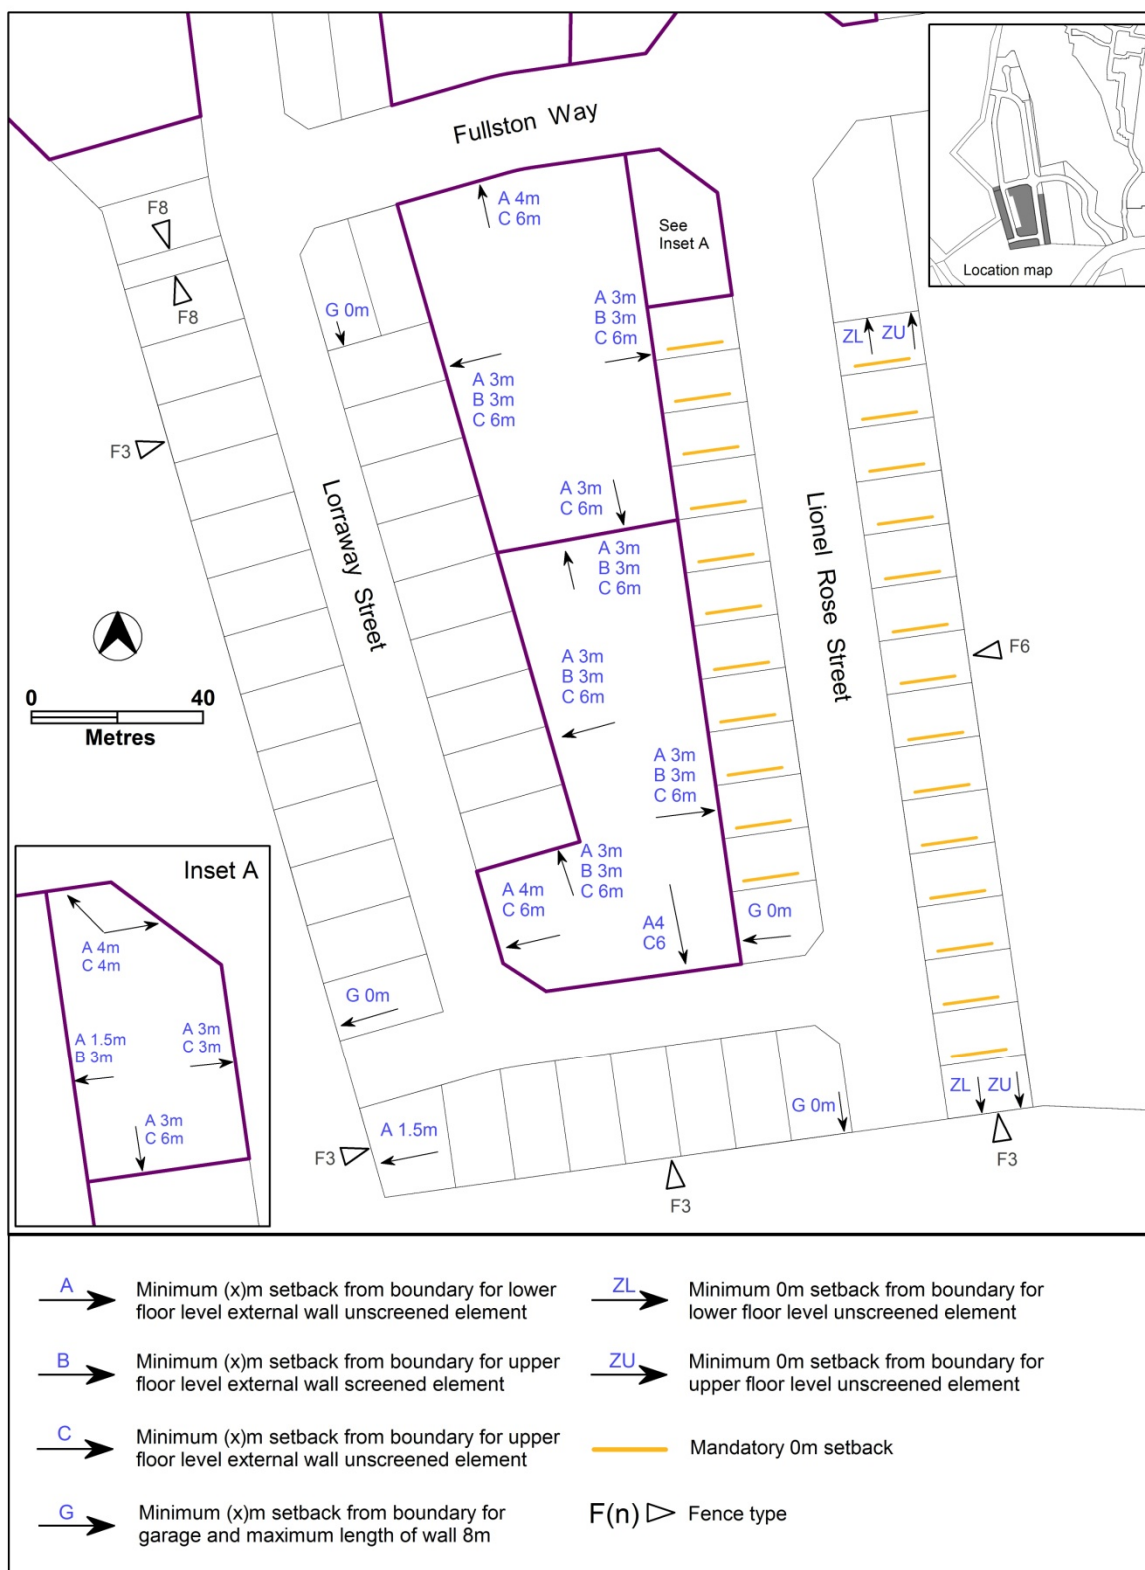 Fullston Way
Location map
F8
F8
A 4m
C 6m
See
Inset A
G 0m
A 3m
B 3m
C 6m
ZL
ZU
A 3m
B 3m
C 6m
F3
A 3m
C 6m
Lorraway Street
Lionel Rose Street
A 3m
B 3m
C 6m
F6
A 3m
B 3m
C 6m
0
40
Metres
A 3m
B 3m
C 6m
A 3m
B 3m
C 6m
A 4m
C 6m
A4
C6
G 0m
G 0m
Inset A
A 4m
C 4m
A 1.5m
B 3m
A 3m
C 3m
A 3m
C 6m
ZL
ZU
G 0m
F3
A 1.5m
F3
F3
A
Minimum (x)m setback from boundary for lower
floor level external wall unscreened element
B
Minimum (x)m setback from boundary for upper
floor level external wall screened element
C
Minimum (x)m setback from boundary for upper
floor level external wall unscreened element
G
Minimum (x)m setback from boundary for
garage and maximum length of wall 8m
ZL
Minimum 0m setback from boundary for
lower floor level unscreened element
ZU
Minimum 0m setback from boundary for
upper floor level unscreened element
Mandatory 0m setback
F(n)
Fence type